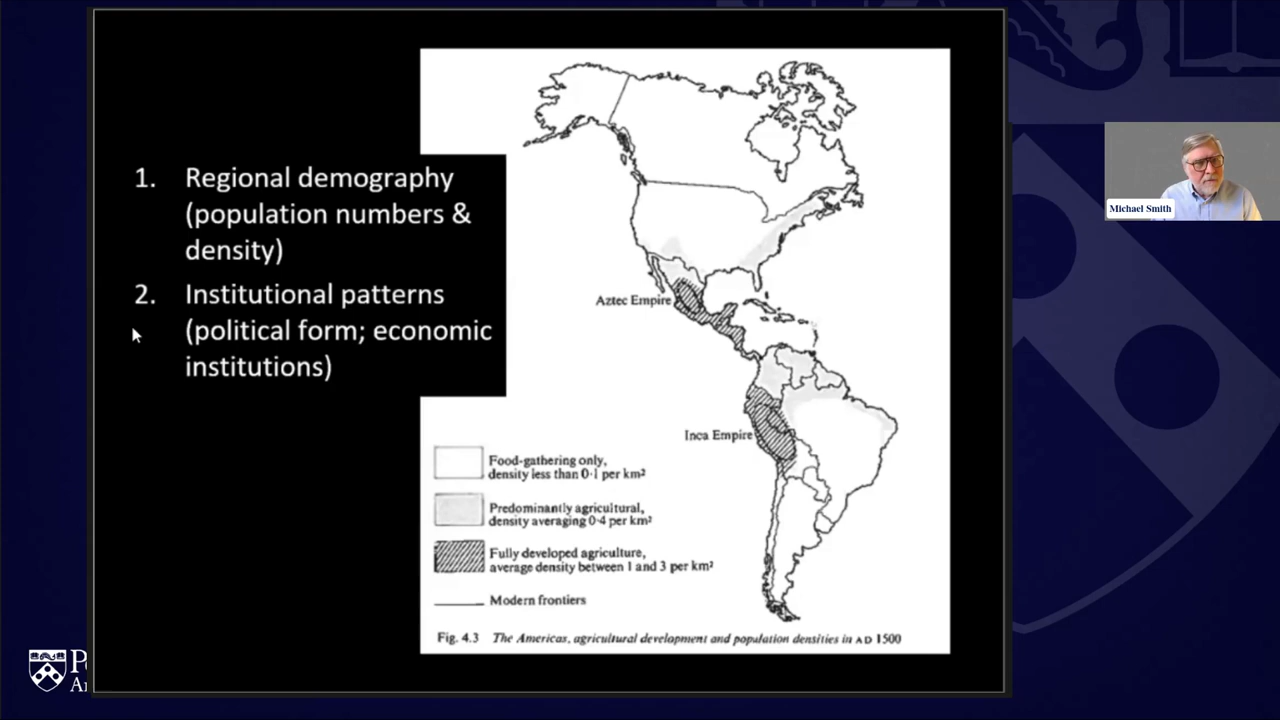 1. Regional demography
(population numbers &
density)
2. Institutional patterns
(political form; economic
institutions)
Aztec Empire
Inca Empire
Food-gathering only,
density less than 0·1 per km²
Predominantly agricultural,
density averaging 0·4 per km²
Fully developed agriculture,
average density between 1 and 3 per km²
Modern frontiers
Fig. 4.3 The Americas, agricultural development and population densities in AD 1500
Michael Smith